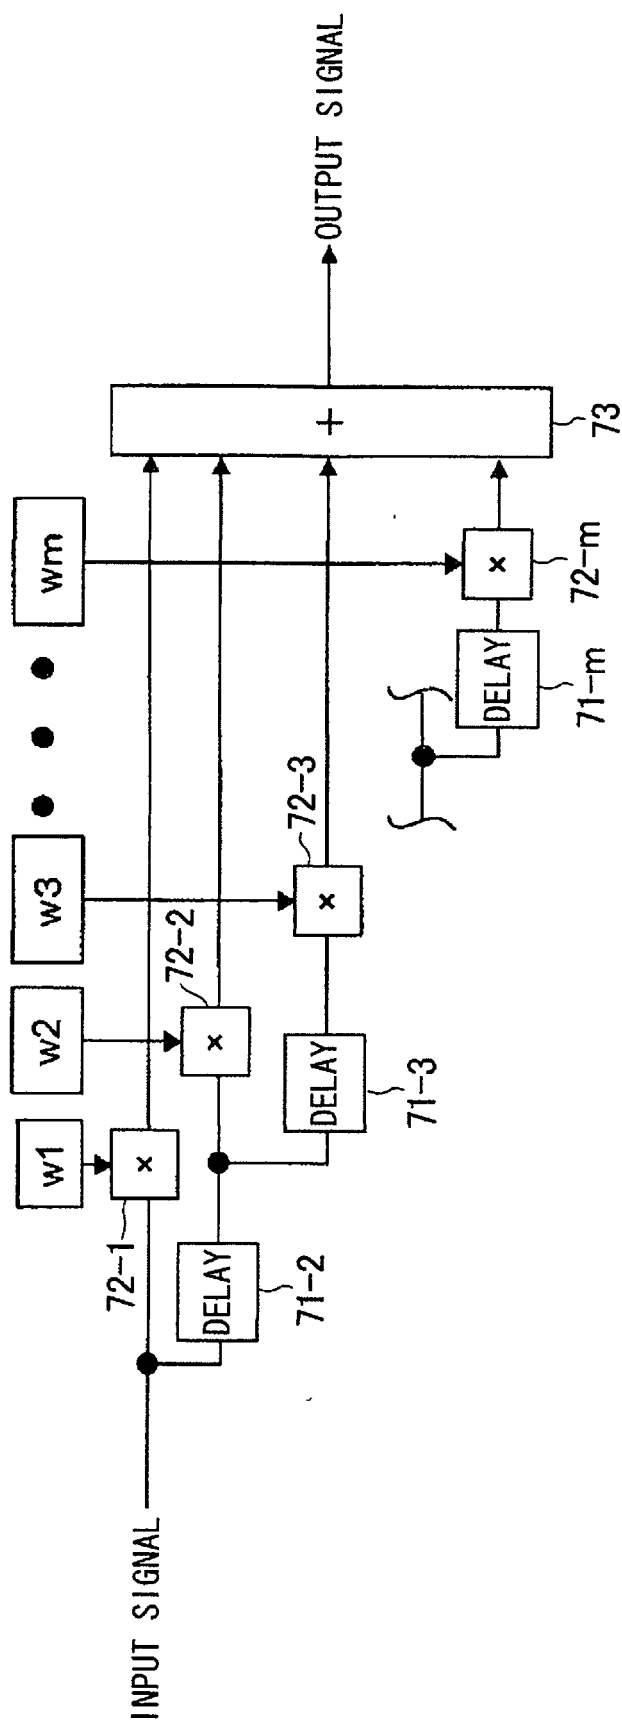 w1
w2
w3
wm
INPUT SIGNAL
72-1
×
72-2
×
72-3
×
72-m
×
DELAY
71-2
DELAY
71-3
DELAY
71-m
+
73
OUTPUT SIGNAL